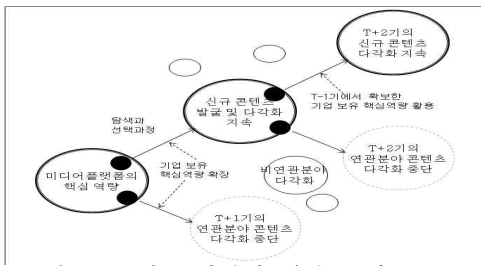 T+2기의
신규 콘텐츠
다각화 지속
신규 콘텐츠
발굴 및 다각화
지속
T-1기에서 확보한
기업 보유 핵심역량 활용
탐색과
선택과정
T+2기의
연관분야 콘텐츠
다각화 중단
기업 보유
핵심역량 확장
비연관분야
다각화
미디어플랫폼의
핵심 역량
T+1기의
연관분야 콘텐츠
다각화 중단